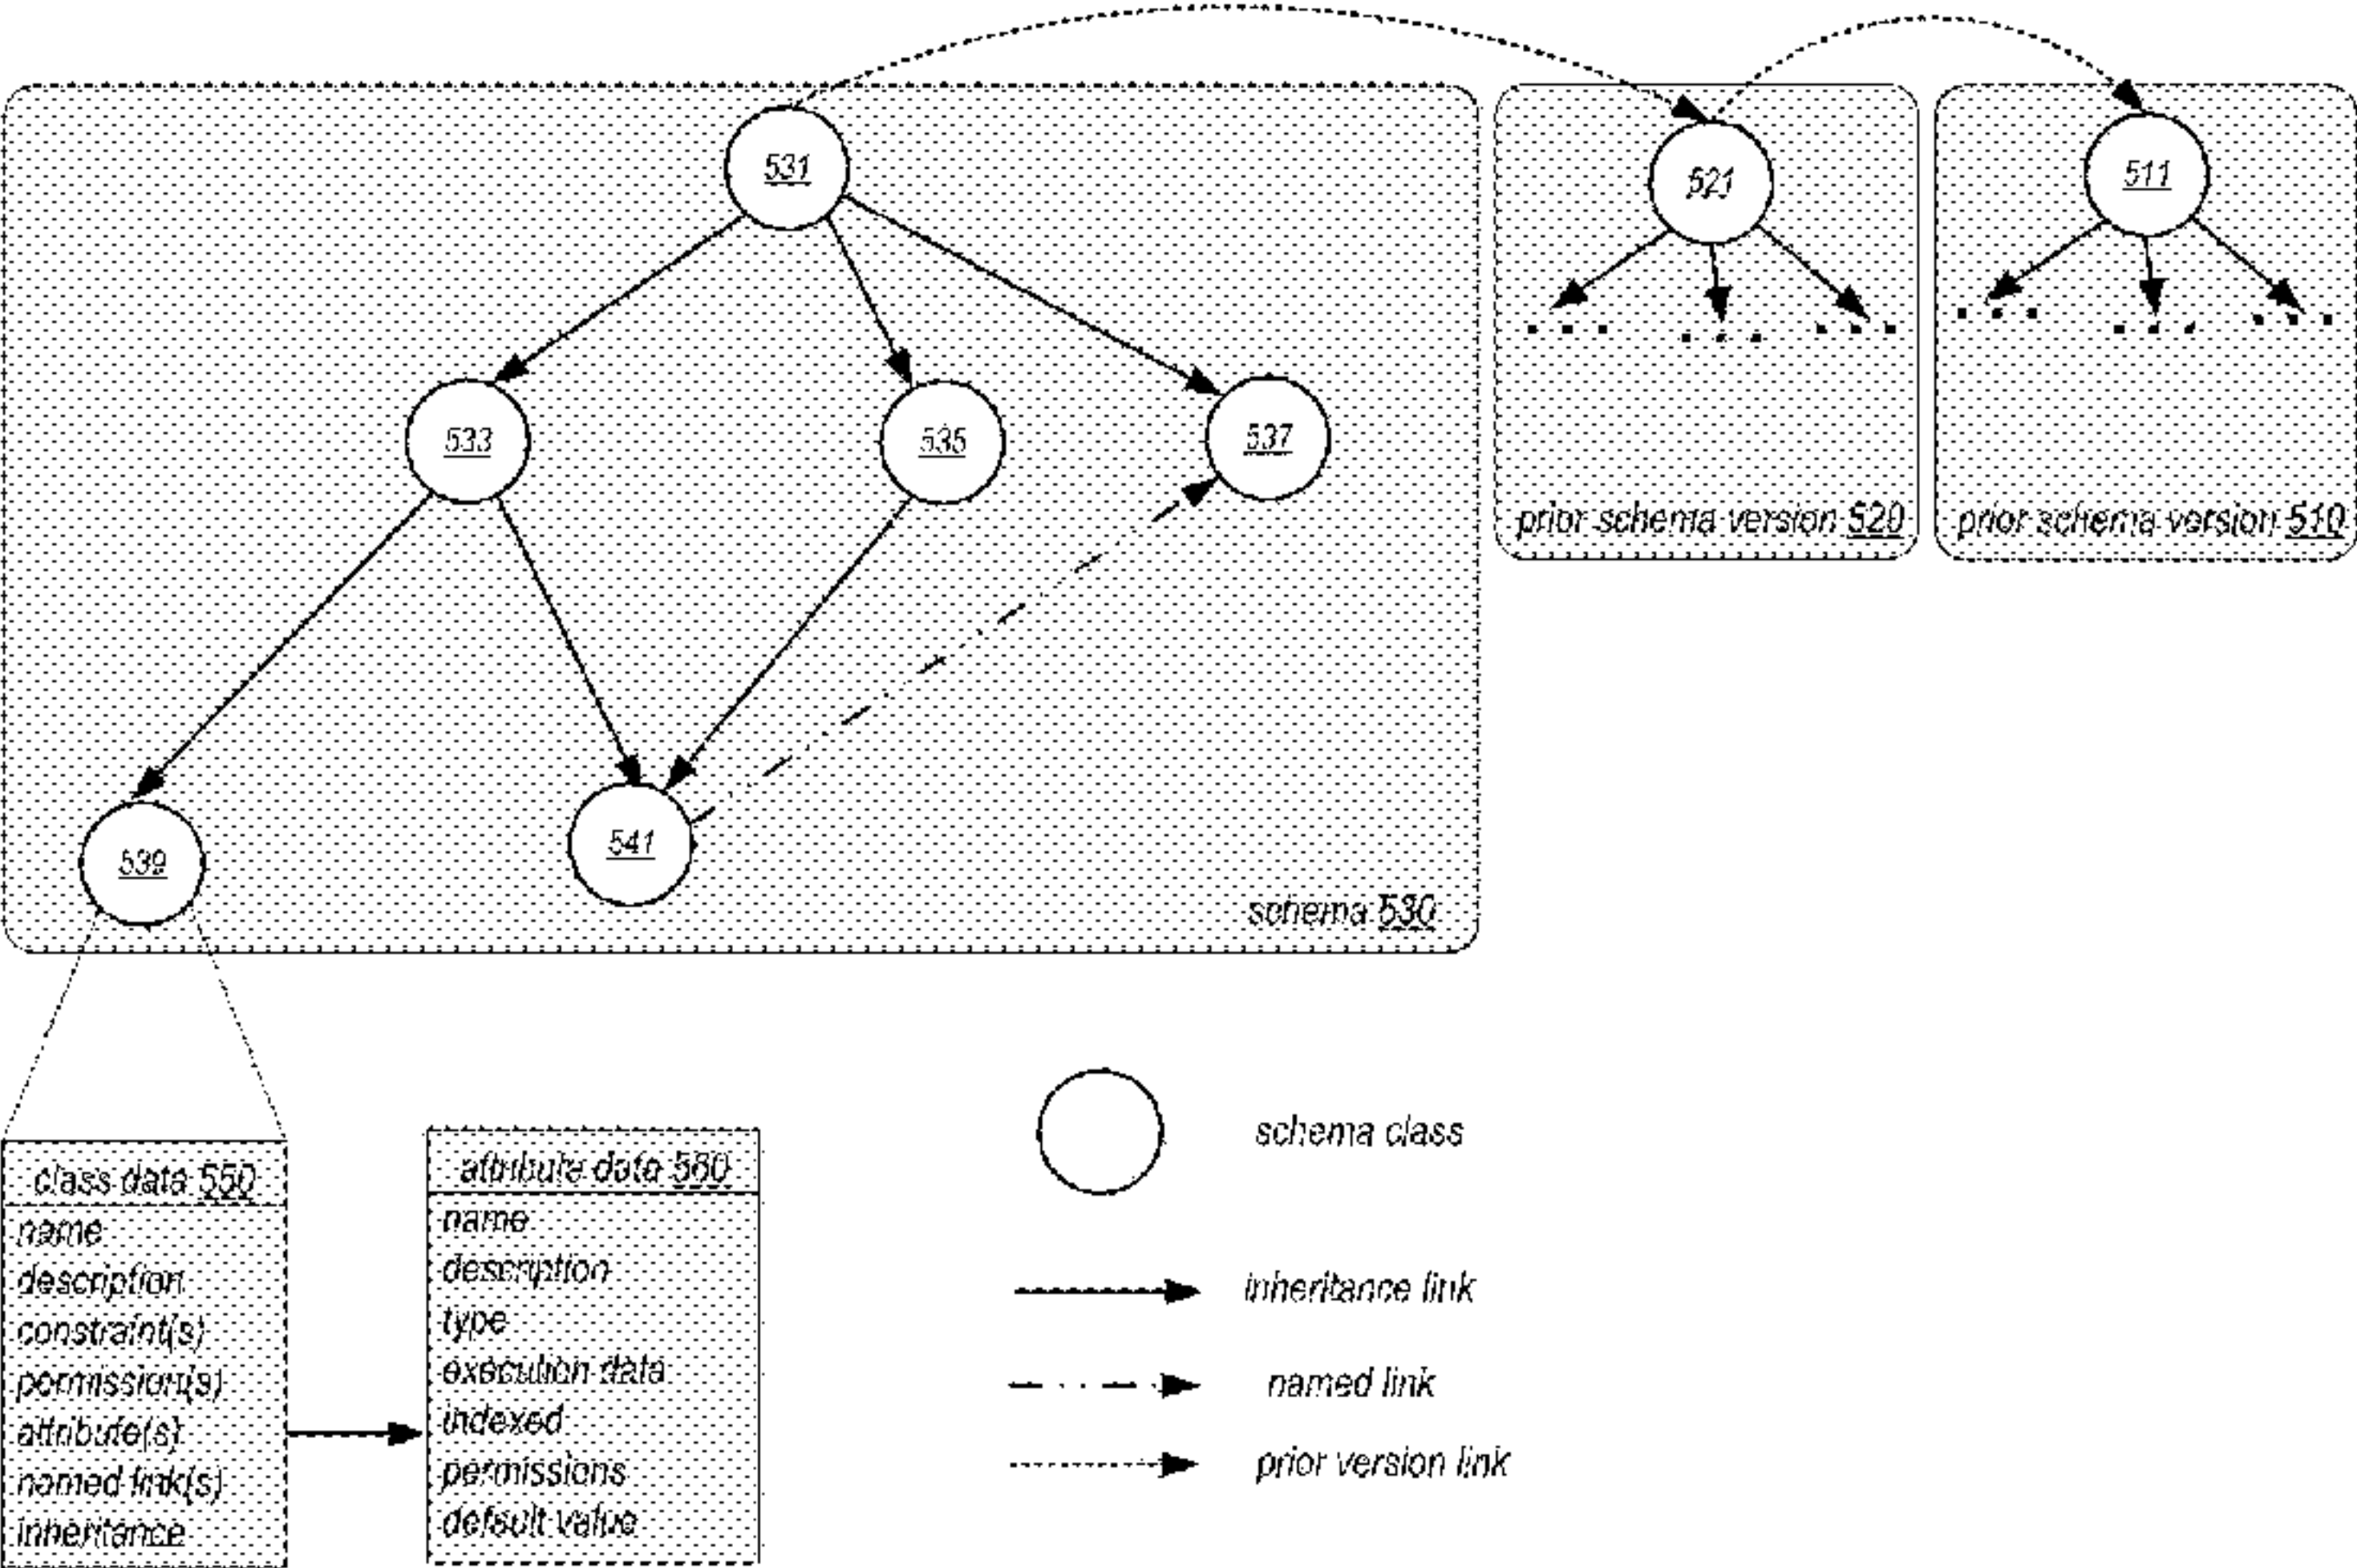 531
521
511
533
535
537
prior schema version 520
prior schema version 510
539
541
schema 530
class data 550
name
description
constraint(s)
permission(s)
attribute(s)
named link(s)
inheritance
attribute data 560
name
description
type
execution data
indexed
permissions
default value
schema class
inheritance link
named link
prior version link